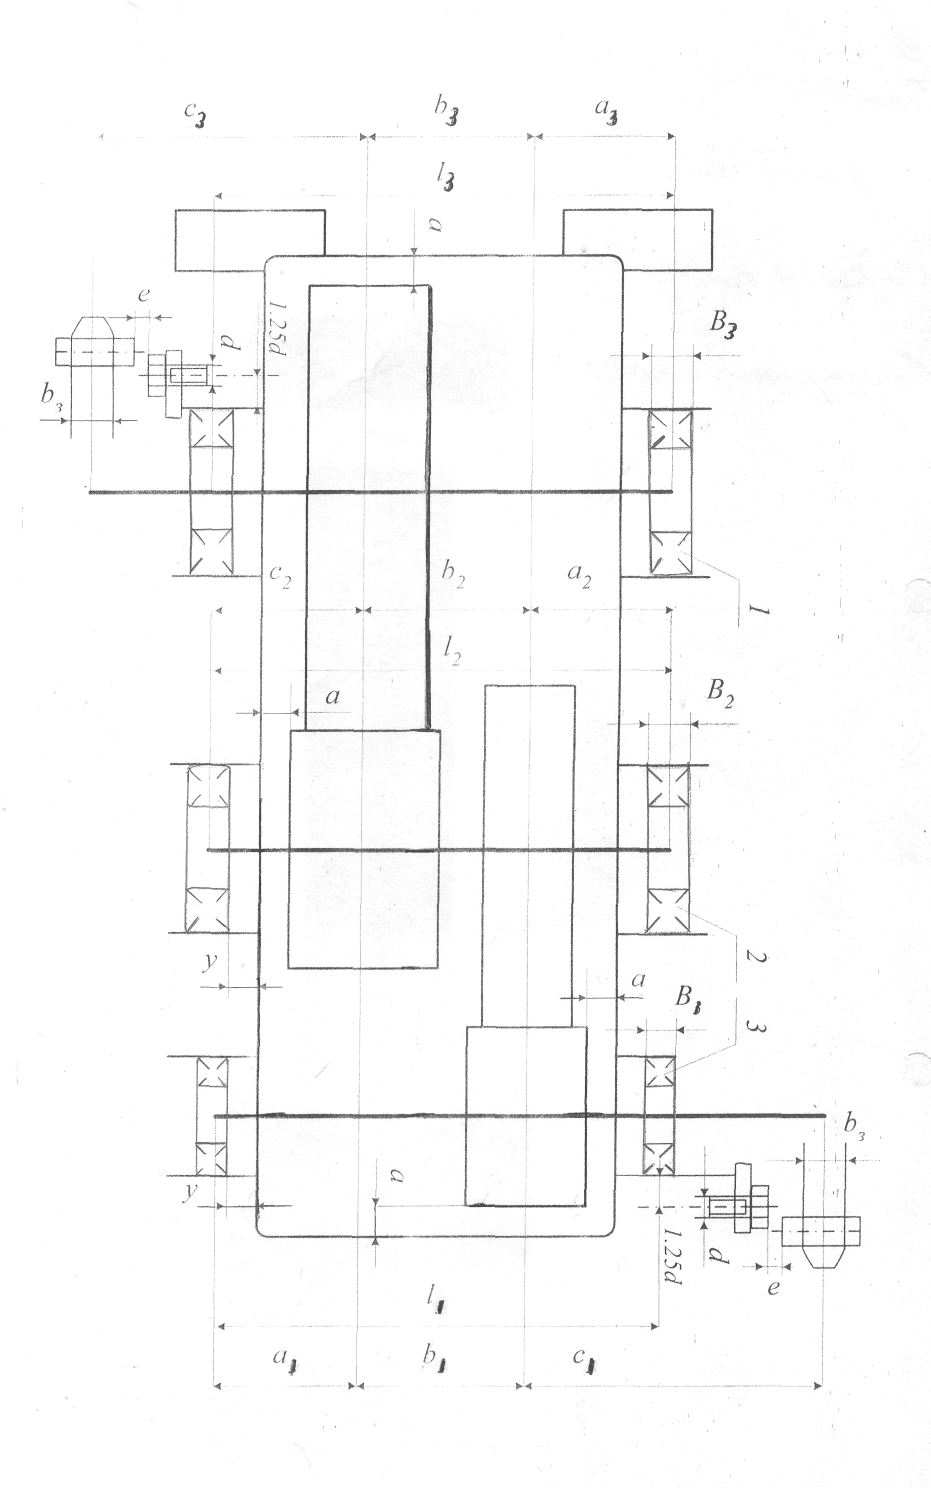 c₃ b₃ a₃
l₃
a
e 1.25d
d
B₃
b₃
c₂ b₂ a₂
1
l₂
a B₂
y 2
a B₁ 3
b₃
y a
1.25d d e
l₁
a₁ b₁ c₁